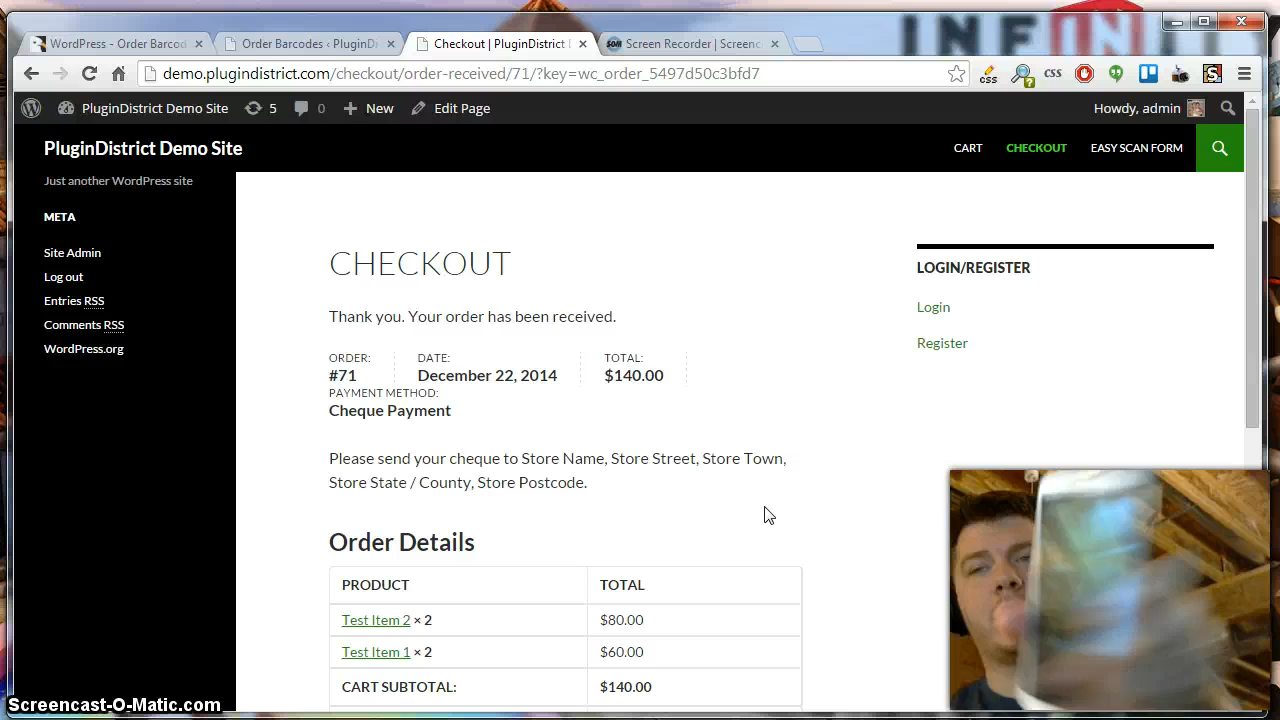 INFINIT
WordPress - Order Barcod
Order Barcodes ‹ PluginDi
Checkout | PluginDistrict D
Screen Recorder | Screenc
demo.plugindistrict.com/checkout/order-received/71/?key=wc_order_5497d50c3bfd7
css
CSS
PluginDistrict Demo Site
5
0
New
Edit Page
Howdy, admin
PluginDistrict Demo Site
CART
CHECKOUT
EASY SCAN FORM
Just another WordPress site
META
Site Admin
Log out
Entries RSS
Comments RSS
WordPress.org
CHECKOUT
Thank you. Your order has been received.
ORDER:
#71
DATE:
December 22, 2014
TOTAL:
$140.00
PAYMENT METHOD:
Cheque Payment
Please send your cheque to Store Name, Store Street, Store Town,
Store State / County, Store Postcode.
Order Details
PRODUCT
TOTAL
Test Item 2 × 2
$80.00
Test Item 1 × 2
$60.00
CART SUBTOTAL:
$140.00
LOGIN/REGISTER
Login
Register
Screencast-O-Matic.com